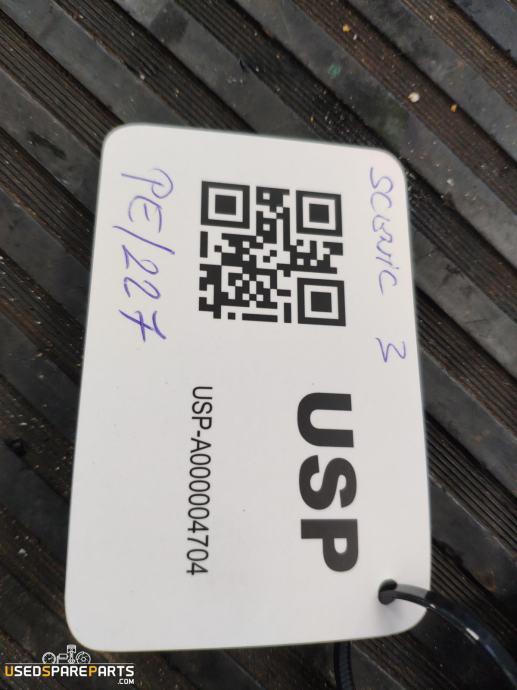 Scenic 3
USP
USP-A000004704
PE/227
USEDSPAREPARTS
.COM